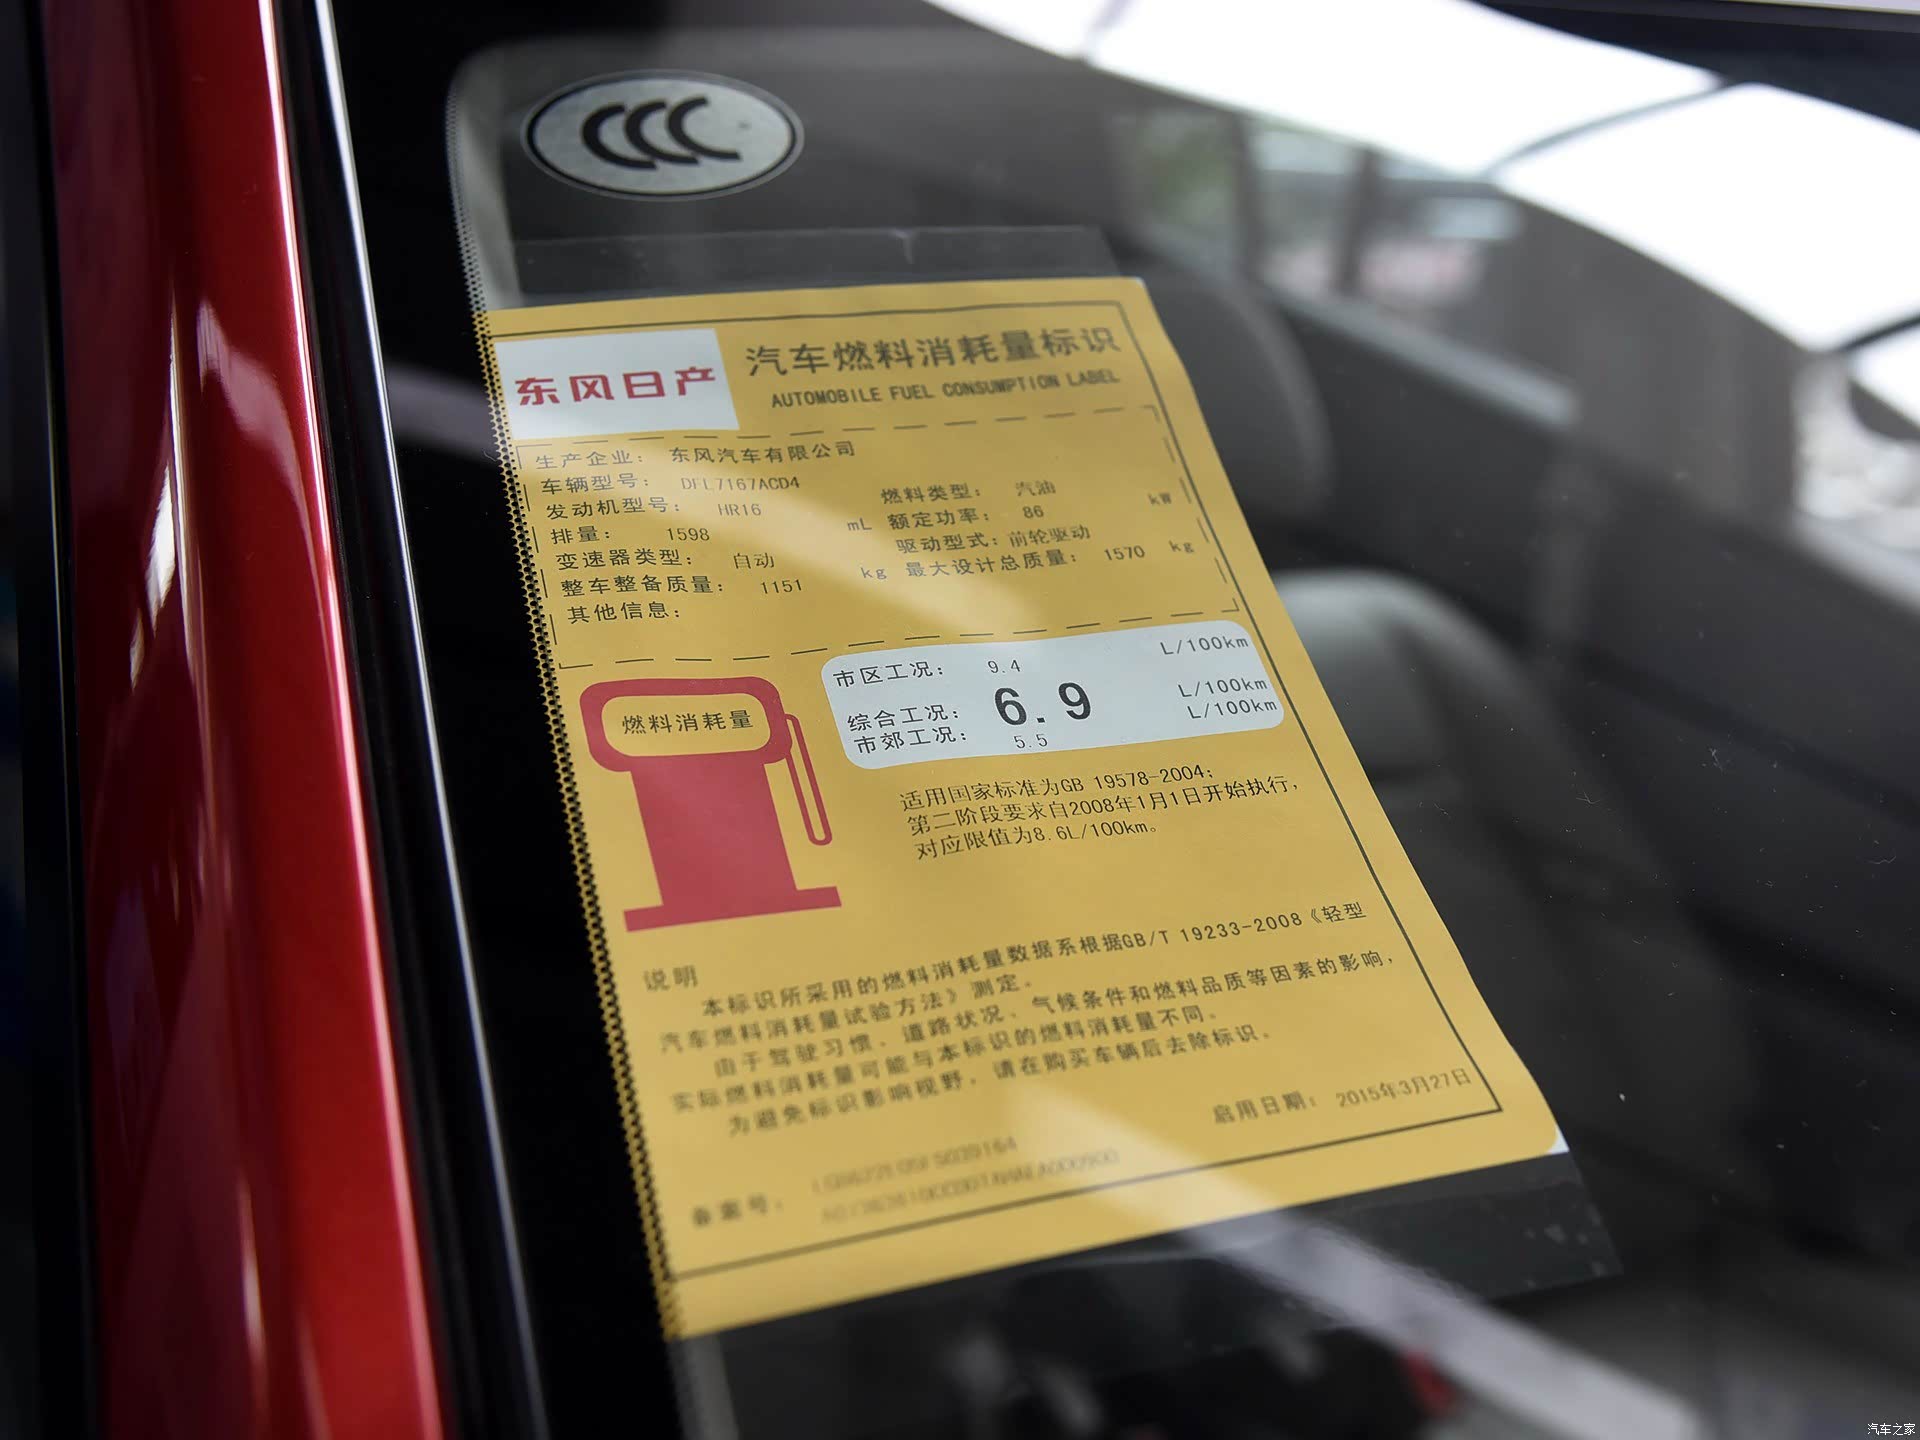 CCC
东风日产
汽车燃料消耗量标识
AUTOMOBILE FUEL CONSUMPTION LABEL
生产企业： 东风汽车有限公司
车辆型号： DFL7167ACD4 燃料类型： 汽油
发动机型号： HR16 额定功率： 86 kW
排量： 1598 mL 驱动型式：前轮驱动
变速器类型： 自动 最大设计总质量： 1570 kg
整车整备质量： 1151 kg
其他信息：
市区工况： 9.4 L/100km
综合工况： 6.9 L/100km
市郊工况： 5.5 L/100km
燃料消耗量
适用国家标准为GB 19578-2004；
第二阶段要求自2008年1月1日开始执行，
对应限值为8.6L/100km。
说明
本标识所采用的燃料消耗量数据系根据GB/T 19233-2008《轻型
汽车燃料消耗量试验方法》测定。
由于驾驶习惯、道路状况、气候条件和燃料品质等因素的影响，
实际燃料消耗量可能与本标识的燃料消耗量不同。
为避免标识影响视野，请在购买车辆后去除标识。
启用日期： 2015年3月27日
备案号：
汽车之家